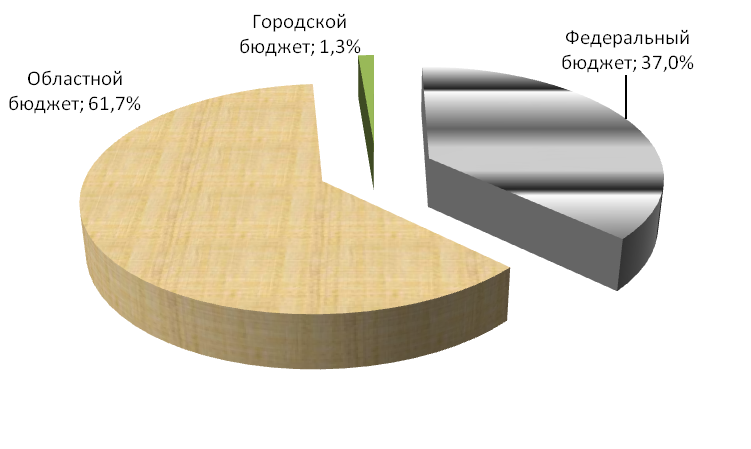 Городской
бюджет; 1,3%
Федеральный
бюджет; 37,0%
Областной
бюджет; 61,7%